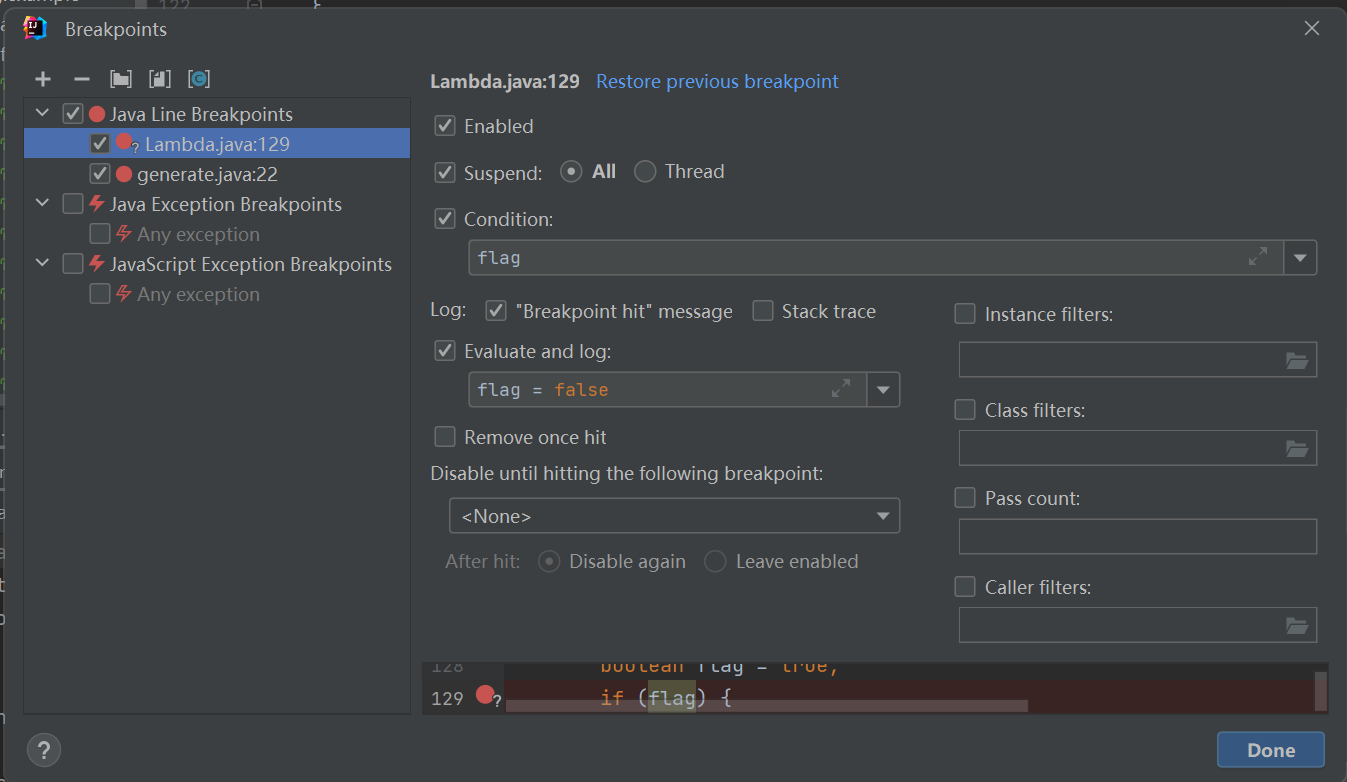 122
Breakpoints
Lambda.java:129 Restore previous breakpoint
Java Line Breakpoints
Lambda.java:129
generate.java:22
Java Exception Breakpoints
Any exception
JavaScript Exception Breakpoints
Any exception
Enabled
Suspend: All Thread
Condition:
flag
Log: "Breakpoint hit" message Stack trace
Evaluate and log:
flag = false
Remove once hit
Disable until hitting the following breakpoint:
<None>
After hit: Disable again Leave enabled
Instance filters:
Class filters:
Pass count:
Caller filters:
128 boolean flag = true;
129 if (flag) {
? Done